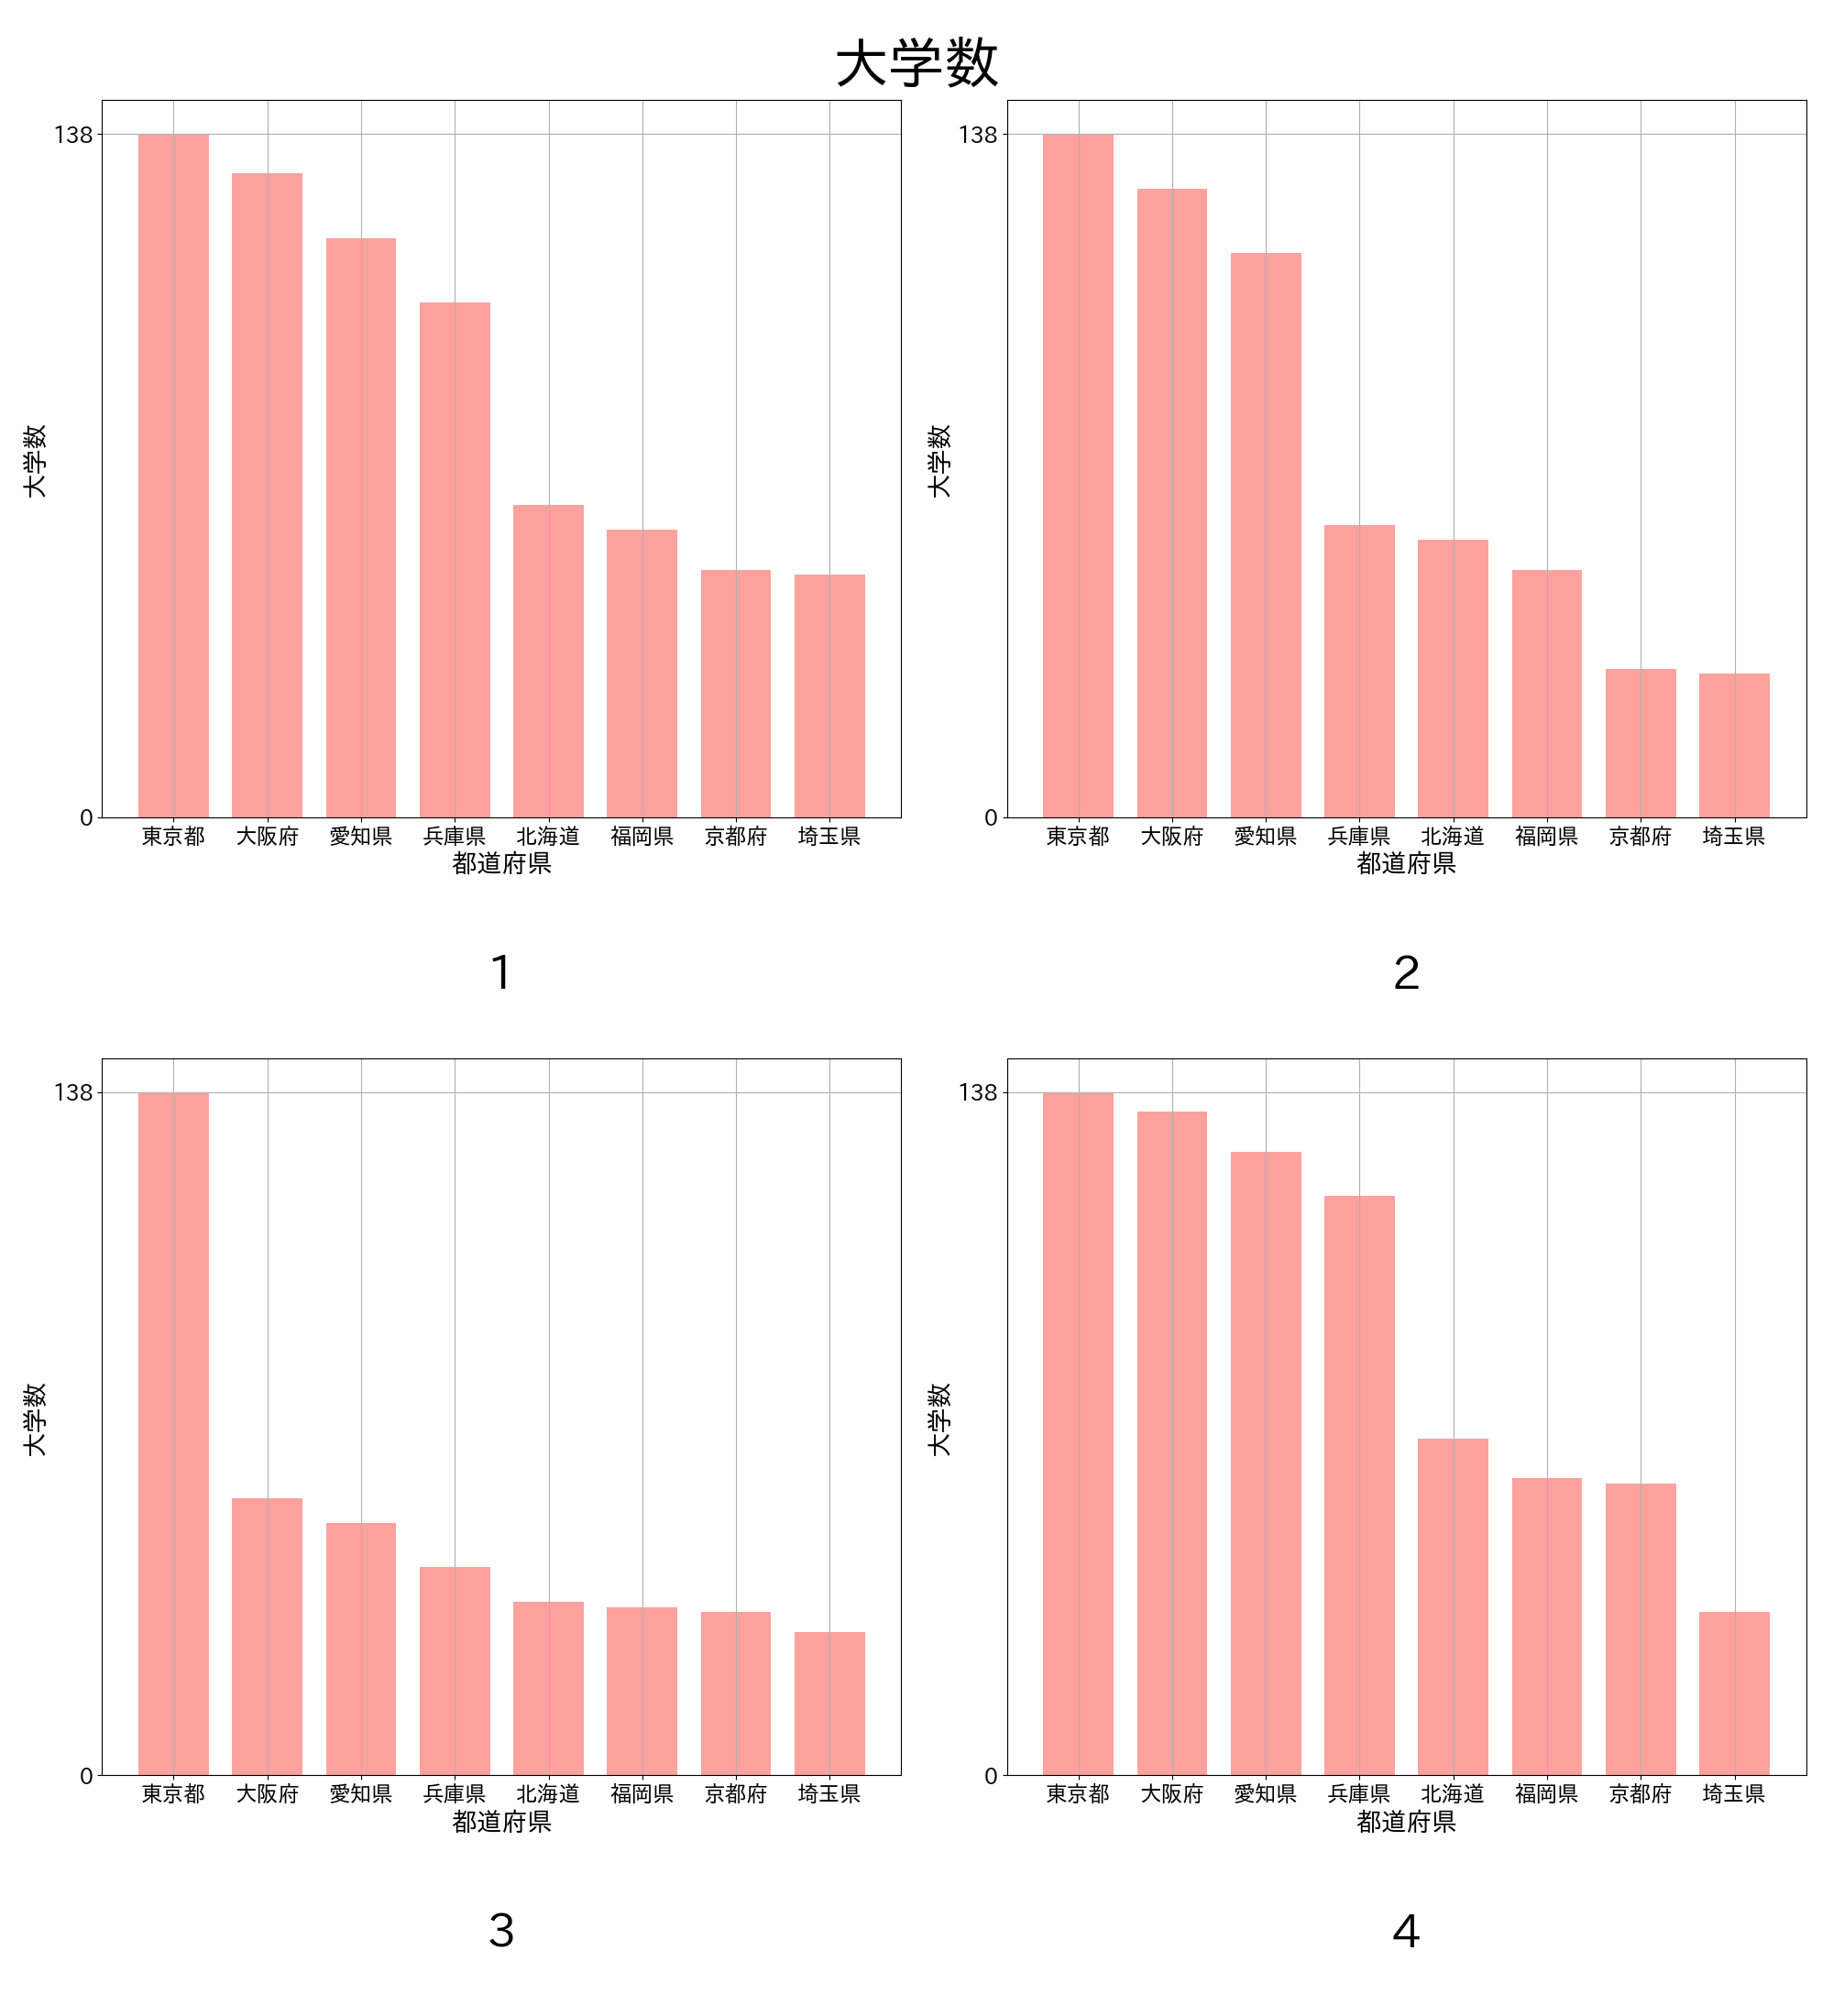 大学数
138
大学数
0
東京都 大阪府 愛知県 兵庫県 北海道 福岡県 京都府 埼玉県
都道府県
1
138
大学数
0
東京都 大阪府 愛知県 兵庫県 北海道 福岡県 京都府 埼玉県
都道府県
2
138
大学数
0
東京都 大阪府 愛知県 兵庫県 北海道 福岡県 京都府 埼玉県
都道府県
3
138
大学数
0
東京都 大阪府 愛知県 兵庫県 北海道 福岡県 京都府 埼玉県
都道府県
4